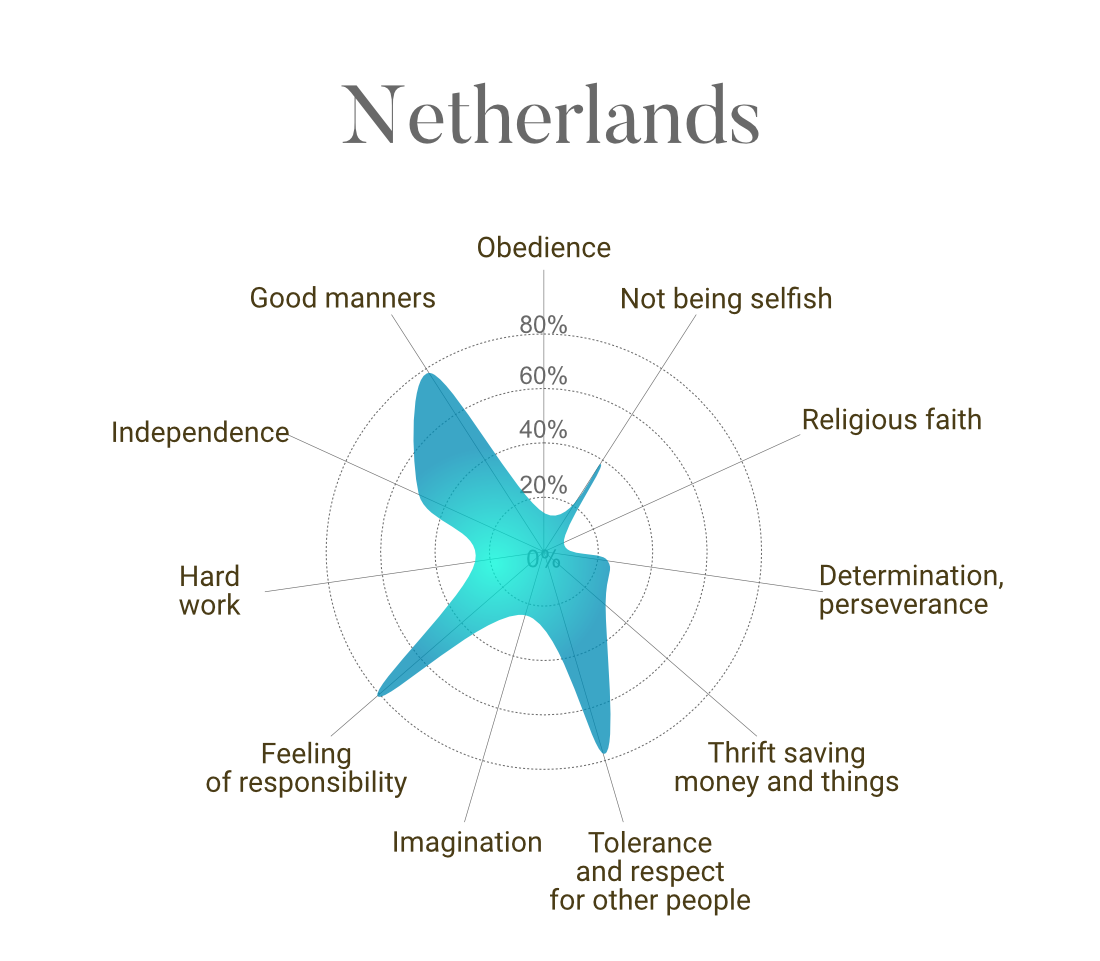 Netherlands
Obedience
Good manners
Not being selfish
80%
60%
Religious faith
Independence
40%
20%
0%
Hard
work
Determination,
perseverance
Feeling
of responsibility
Thrift saving
money and things
Imagination
Tolerance
and respect
for other people